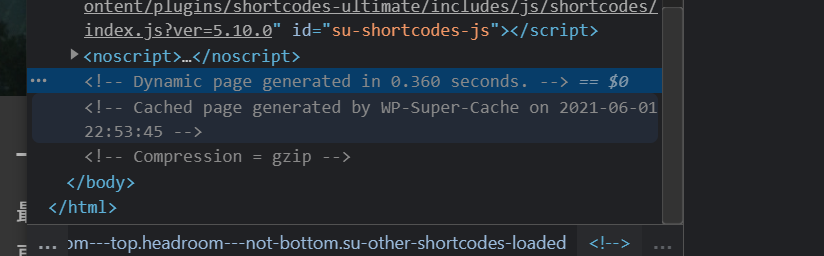 ontent/plugins/shortcodes-ultimate/includes/js/shortcodes/
index.js?ver=5.10.0" id="su-shortcodes-js"></script>
<noscript>…</noscript>
<!-- Dynamic page generated in 0.360 seconds. --> == $0
<!-- Cached page generated by WP-Super-Cache on 2021-06-01
22:53:45 -->
<!-- Compression = gzip -->
</body>
</html>
… om---top.headroom---not-bottom.su-other-shortcodes-loaded <!--> …